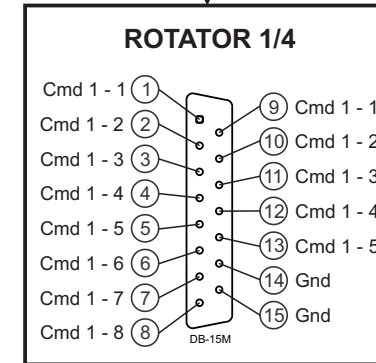 ROTATOR 1/4
Cmd 1 - 1 1
9 Cmd 1 - 1
Cmd 1 - 2 2
10 Cmd 1 - 2
Cmd 1 - 3 3
11 Cmd 1 - 3
Cmd 1 - 4 4
12 Cmd 1 - 4
Cmd 1 - 5 5
13 Cmd 1 - 5
Cmd 1 - 6 6
14 Gnd
Cmd 1 - 7 7
15 Gnd
Cmd 1 - 8 8
DB-15M